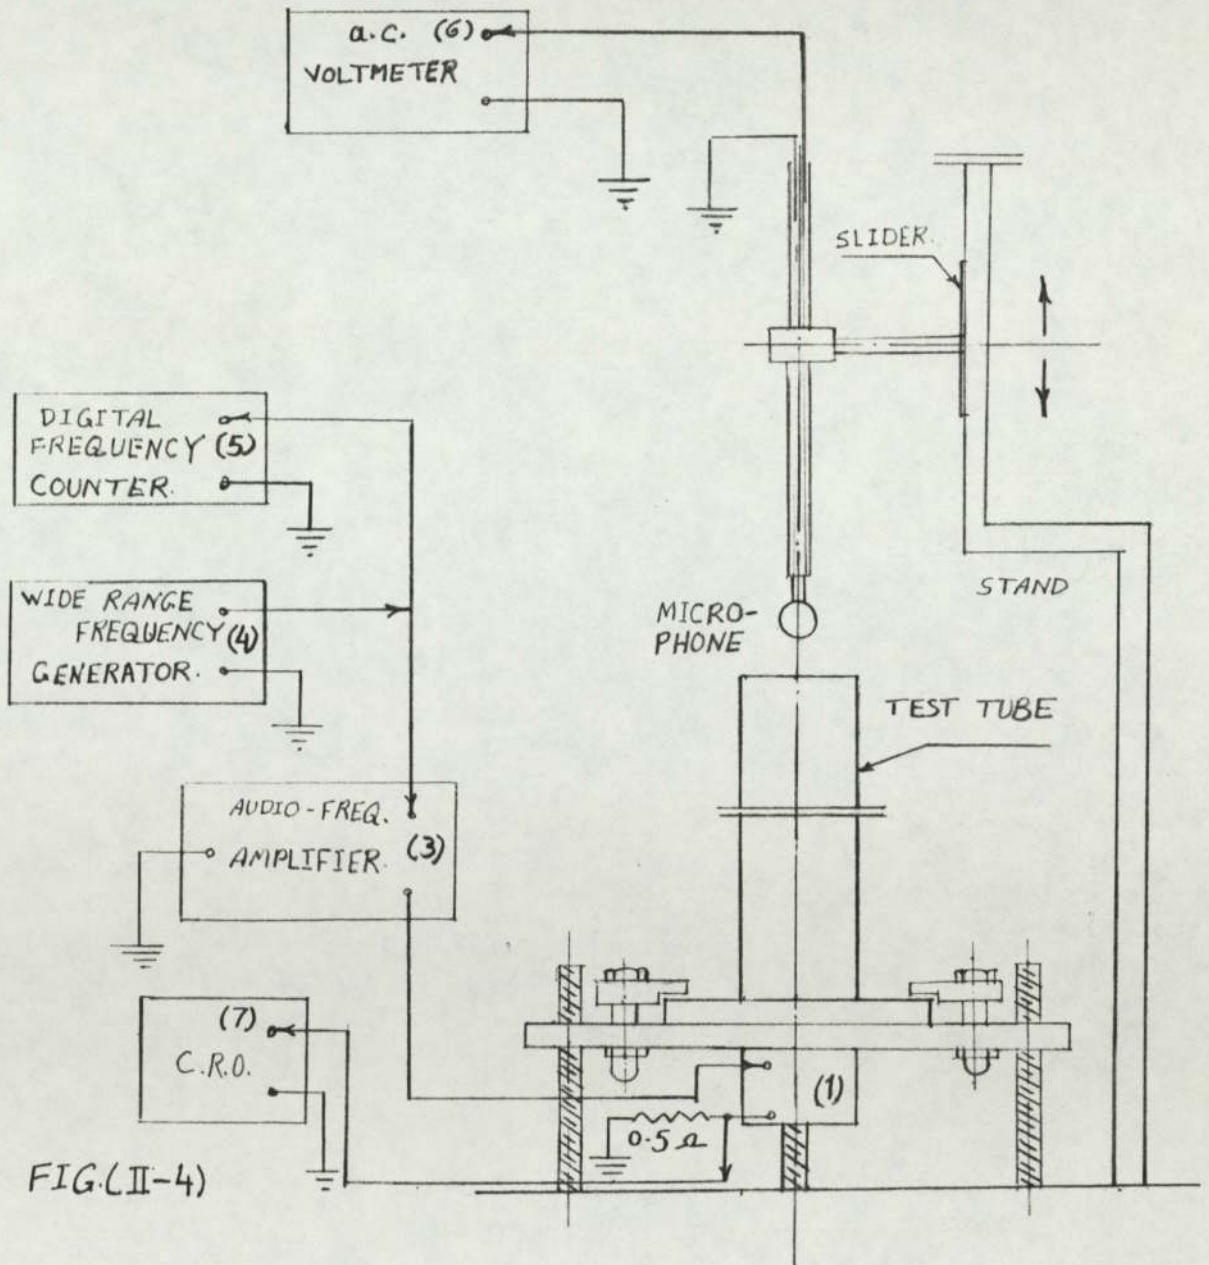 a.c. (6)
VOLTMETER
SLIDER.
DIGITAL
FREQUENCY (5)
COUNTER.
WIDE RANGE
FREQUENCY (4)
GENERATOR.
STAND
MICRO-
PHONE
TEST TUBE
AUDIO-FREQ.
AMPLIFIER. (3)
(7)
C.R.O.
(1)
0.5 Ω
FIG.(II-4)